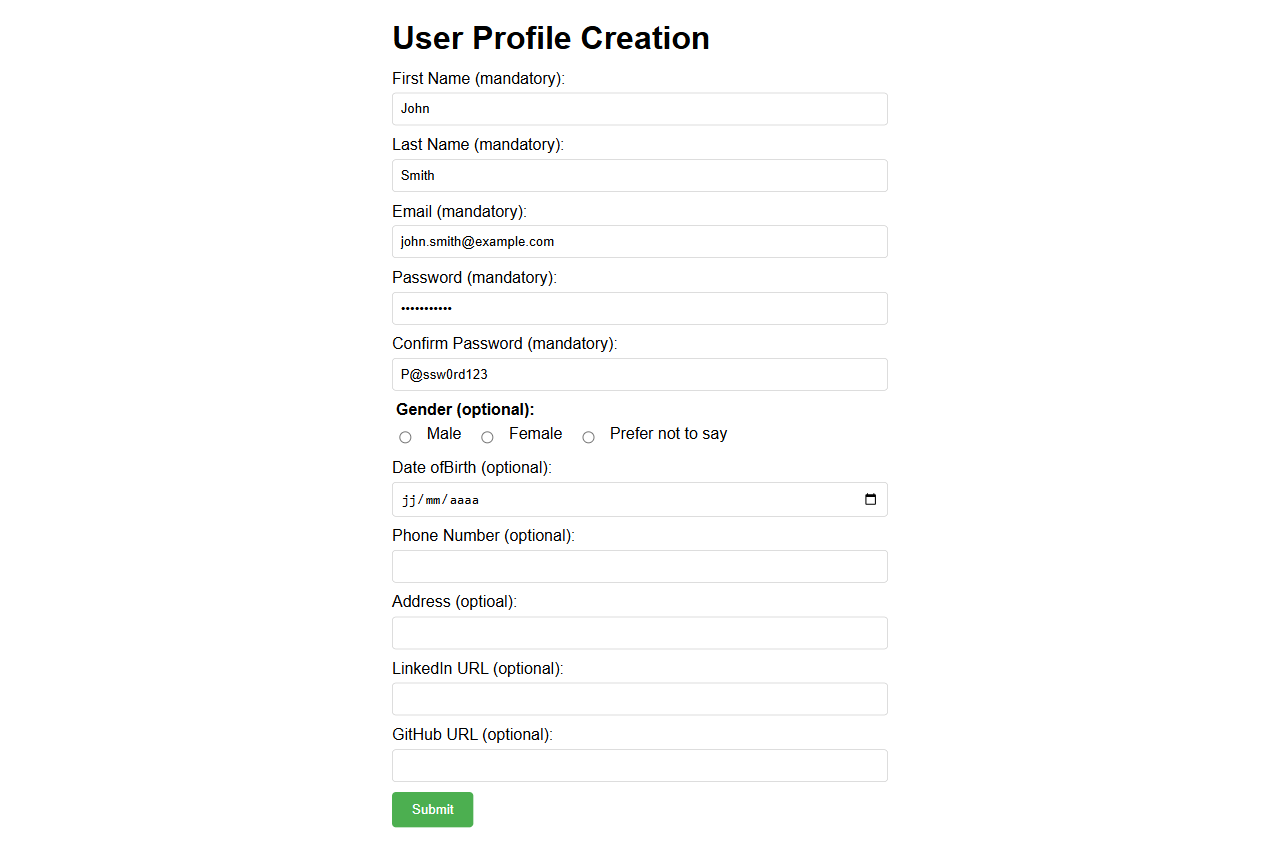 User Profile Creation
First Name (mandatory):
John
Last Name (mandatory):
Smith
Email (mandatory):
john.smith@example.com
Password (mandatory):
•••••••••••
Confirm Password (mandatory):
P@ssw0rd123
Gender (optional):
Male Female Prefer not to say
Date ofBirth (optional):
jj/mm/aaaa
Phone Number (optional):
Address (optioal):
LinkedIn URL (optional):
GitHub URL (optional):
Submit